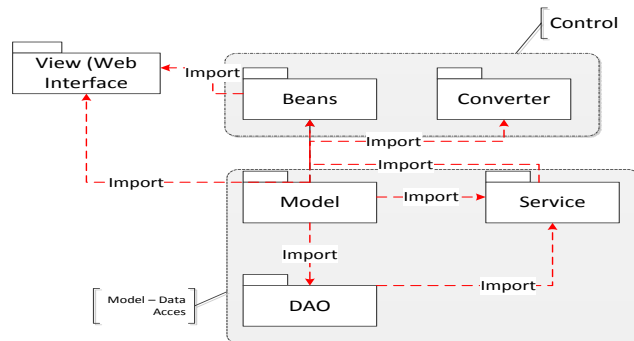 Control
View (Web
Interface
Import
Beans
Converter
Import
Import
Import
Model
Import
Service
Import
Model – Data
Acces
DAO
Import